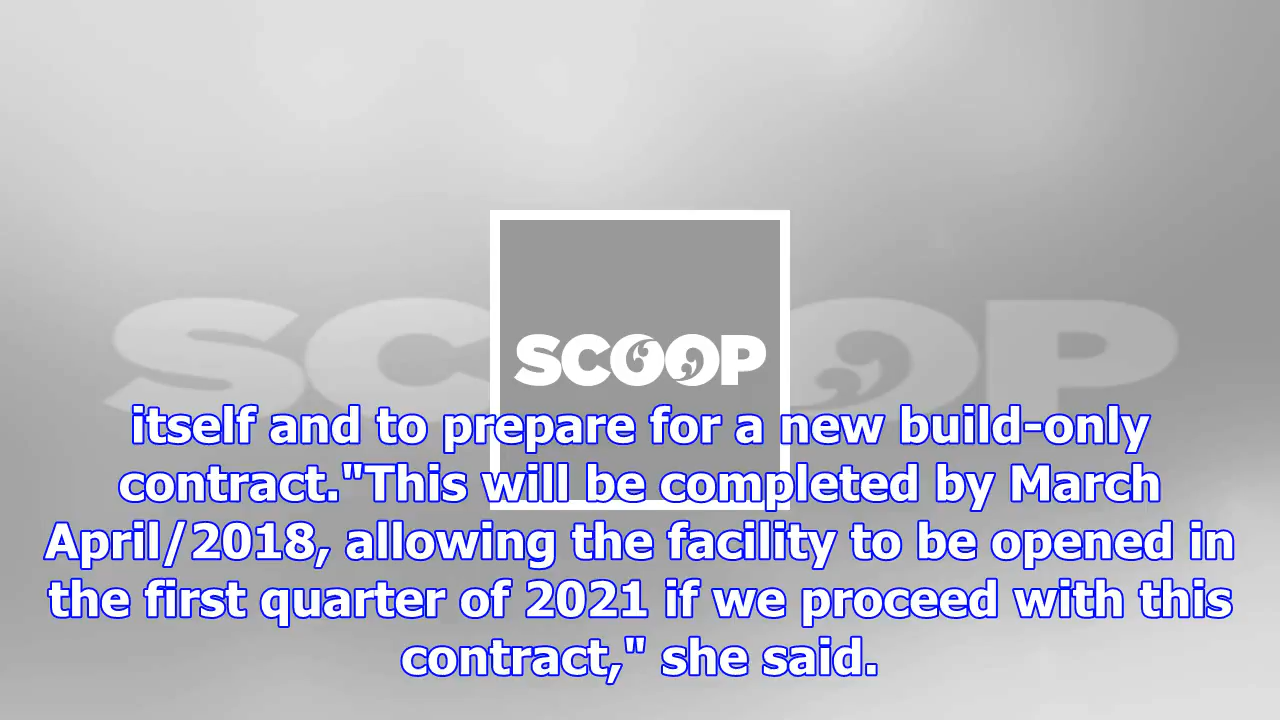 SCOOP
SCOOP
itself and to prepare for a new build-only
contract."This will be completed by March
April/2018, allowing the facility to be opened in
the first quarter of 2021 if we proceed with this
contract," she said.